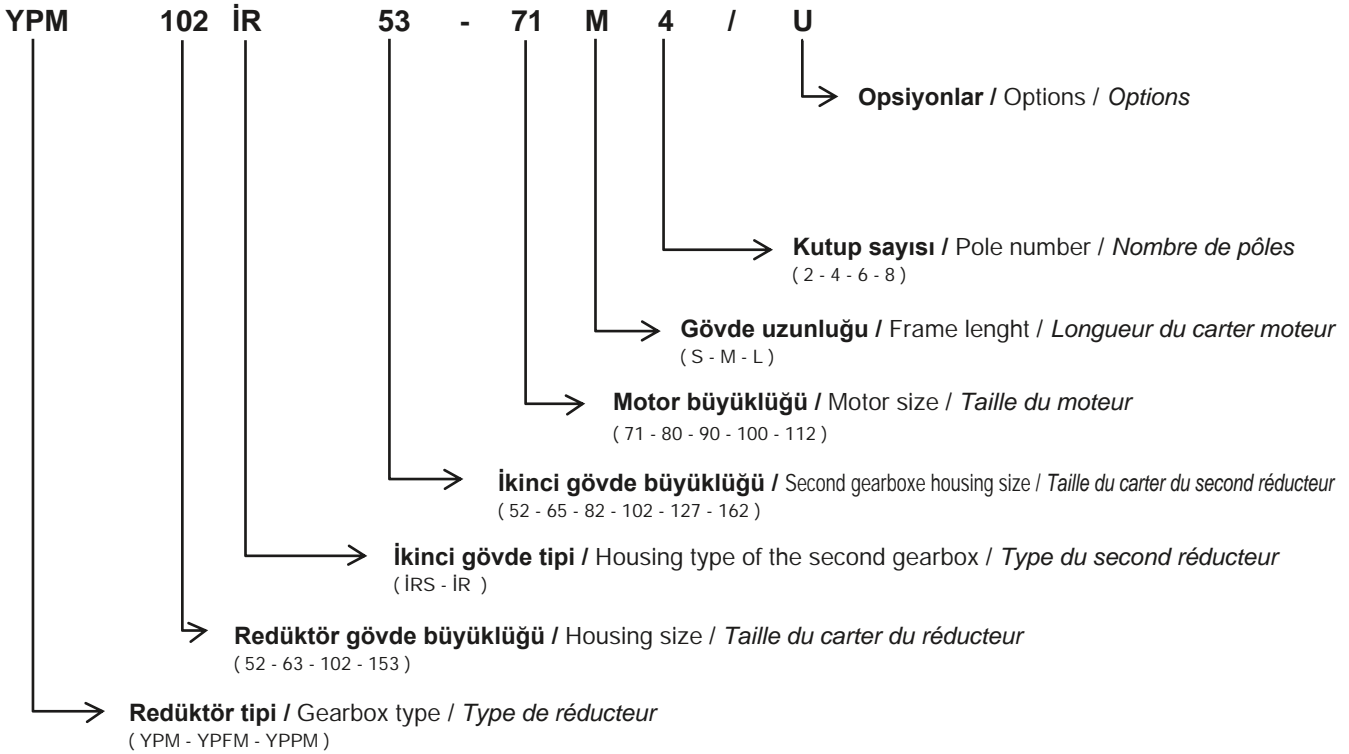 YPM 102 İR 53 - 71 M 4 / U
Opsiyonlar / Options / Options
Kutup sayısı / Pole number / Nombre de pôles
( 2 - 4 - 6 - 8 )
Gövde uzunluğu / Frame lenght / Longueur du carter moteur
( S - M - L )
Motor büyüklüğü / Motor size / Taille du moteur
( 71 - 80 - 90 - 100 - 112 )
İkinci gövde büyüklüğü / Second gearboxe housing size / Taille du carter du second réducteur
( 52 - 65 - 82 - 102 - 127 - 162 )
İkinci gövde tipi / Housing type of the second gearbox / Type du second réducteur
( İRS - İR )
Redüktör gövde büyüklüğü / Housing size / Taille du carter du réducteur
( 52 - 63 - 102 - 153 )
Redüktör tipi / Gearbox type / Type de réducteur
( YPM - YPFM - YPPM )